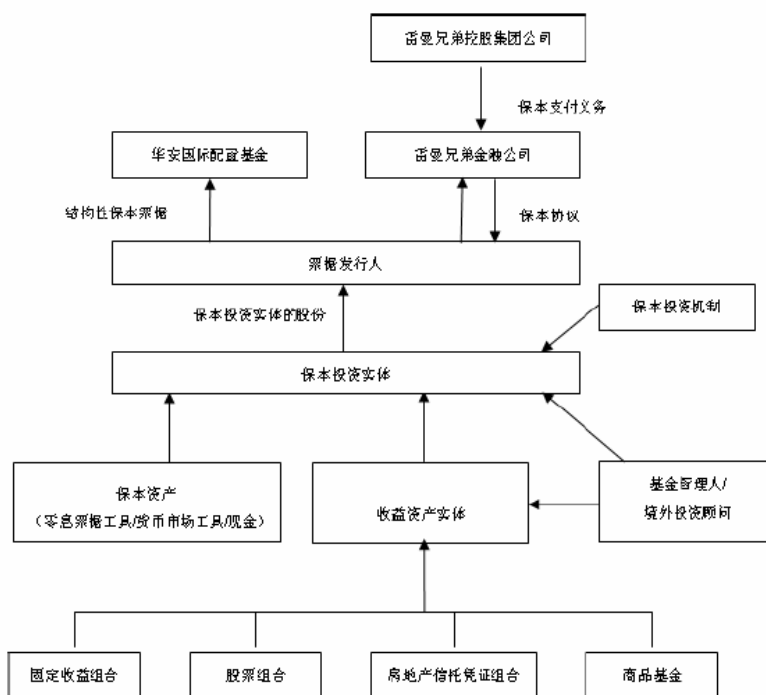 雷曼兄弟控股集团公司
保本支付义务
华安国际配置基金
雷曼兄弟金融公司
结构性保本票据
保本协议
票据发行人
保本投资实体的股份
保本投资机制
保本投资实体
保本资产
（零息票据工具/货币市场工具/现金）
收益资产实体
基金管理人/
境外投资顾问
固定收益组合
股票组合
房地产信托凭证组合
商品基金